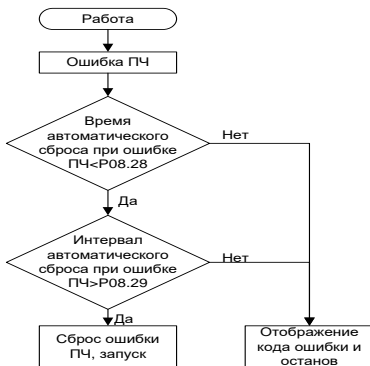 Работа
Ошибка ПЧ
Время
автоматического
сброса при ошибке
ПЧ<P08.28
Нет
Да
Интервал
автоматического
сброса при ошибке
ПЧ>P08.29
Нет
Да
Сброс ошибки
ПЧ, запуск
Отображение
кода ошибки и
останов